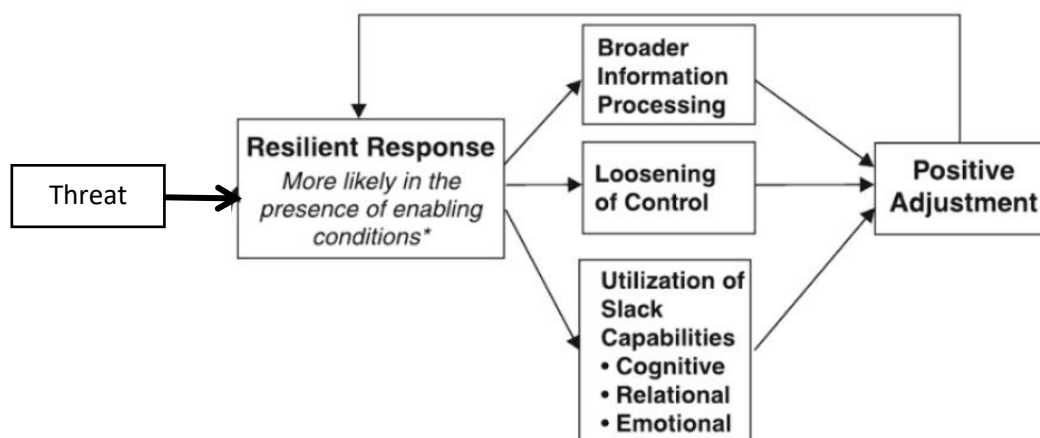 Threat
Resilient Response
More likely in the
presence of enabling
conditions*
Broader
Information
Processing
Loosening
of Control
Utilization of
Slack
Capabilities
• Cognitive
• Relational
• Emotional
Positive
Adjustment